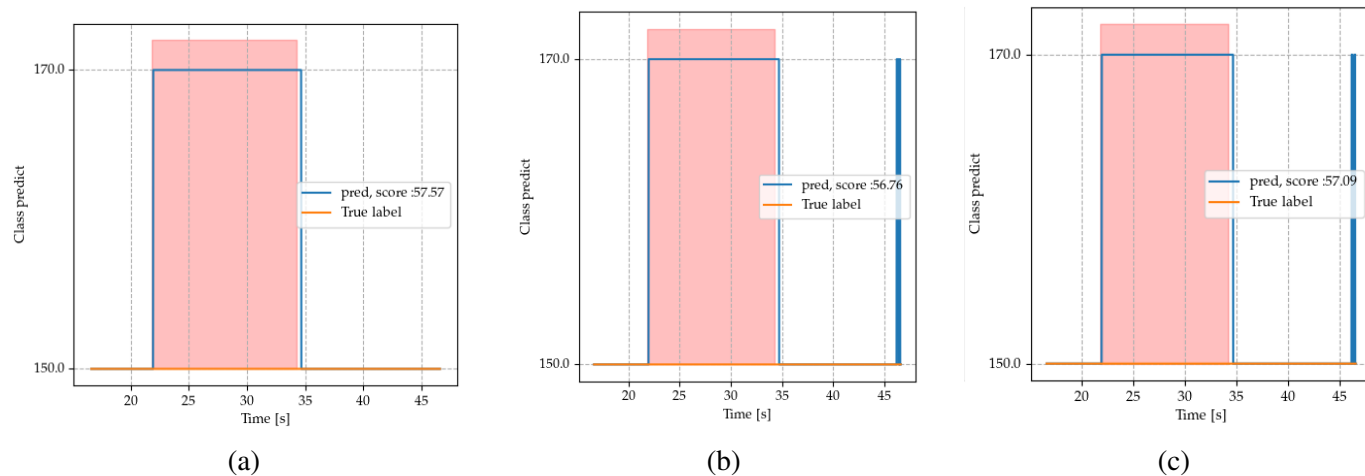 170.0
150.0
Class predict
pred, score :57.57
True label
20 25 30 35 40 45
Time [s]
(a)
170.0
150.0
Class predict
pred, score :56.76
True label
20 25 30 35 40 45
Time [s]
(b)
170.0
150.0
Class predict
pred, score :57.09
True label
20 25 30 35 40 45
Time [s]
(c)